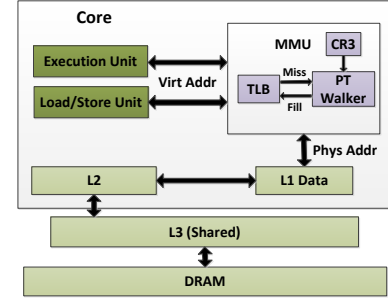 Core
MMU
CR3
Execution Unit
Virt Addr
Load/Store Unit
TLB
Miss
Fill
PT
Walker
Phys Addr
L2
L1 Data
L3 (Shared)
DRAM